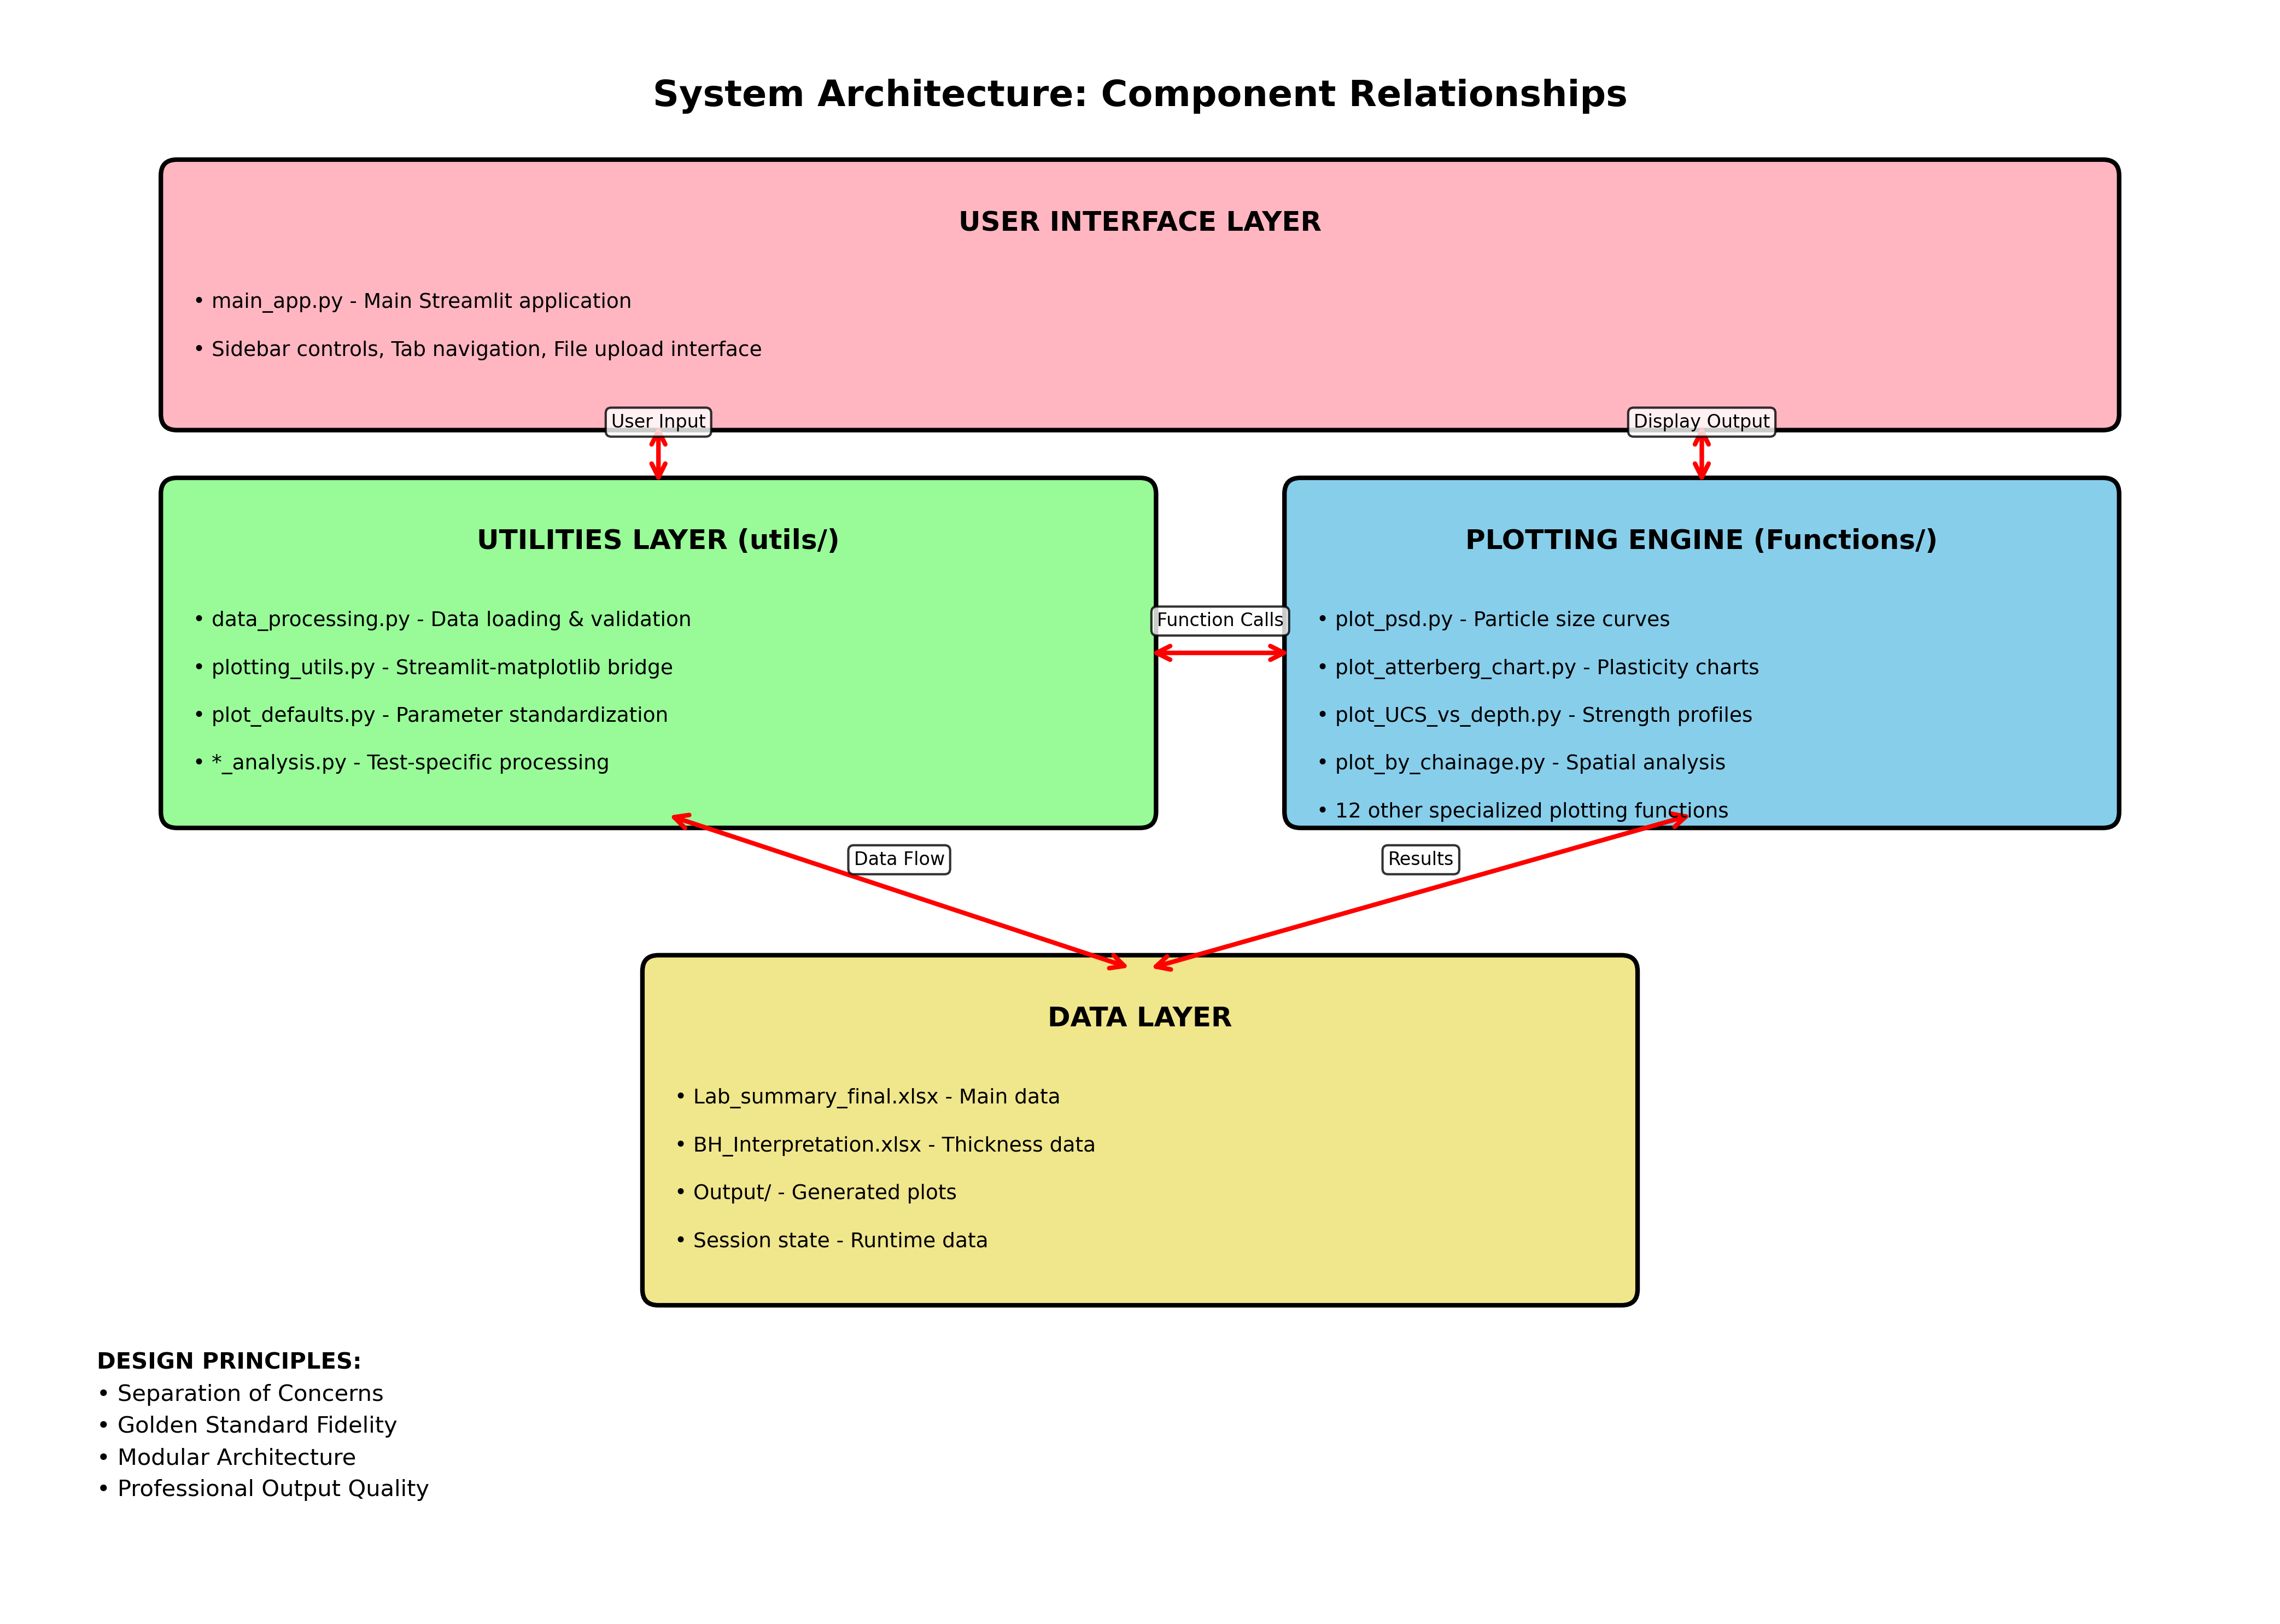 System Architecture: Component Relationships
USER INTERFACE LAYER
• main_app.py - Main Streamlit application
• Sidebar controls, Tab navigation, File upload interface
User Input
Display Output
UTILITIES LAYER (utils/)
• data_processing.py - Data loading & validation
• plotting_utils.py - Streamlit-matplotlib bridge
• plot_defaults.py - Parameter standardization
• *_analysis.py - Test-specific processing
Function Calls
PLOTTING ENGINE (Functions/)
• plot_psd.py - Particle size curves
• plot_atterberg_chart.py - Plasticity charts
• plot_UCS_vs_depth.py - Strength profiles
• plot_by_chainage.py - Spatial analysis
• 12 other specialized plotting functions
Data Flow
Results
DATA LAYER
• Lab_summary_final.xlsx - Main data
• BH_Interpretation.xlsx - Thickness data
• Output/ - Generated plots
• Session state - Runtime data
DESIGN PRINCIPLES:
• Separation of Concerns
• Golden Standard Fidelity
• Modular Architecture
• Professional Output Quality